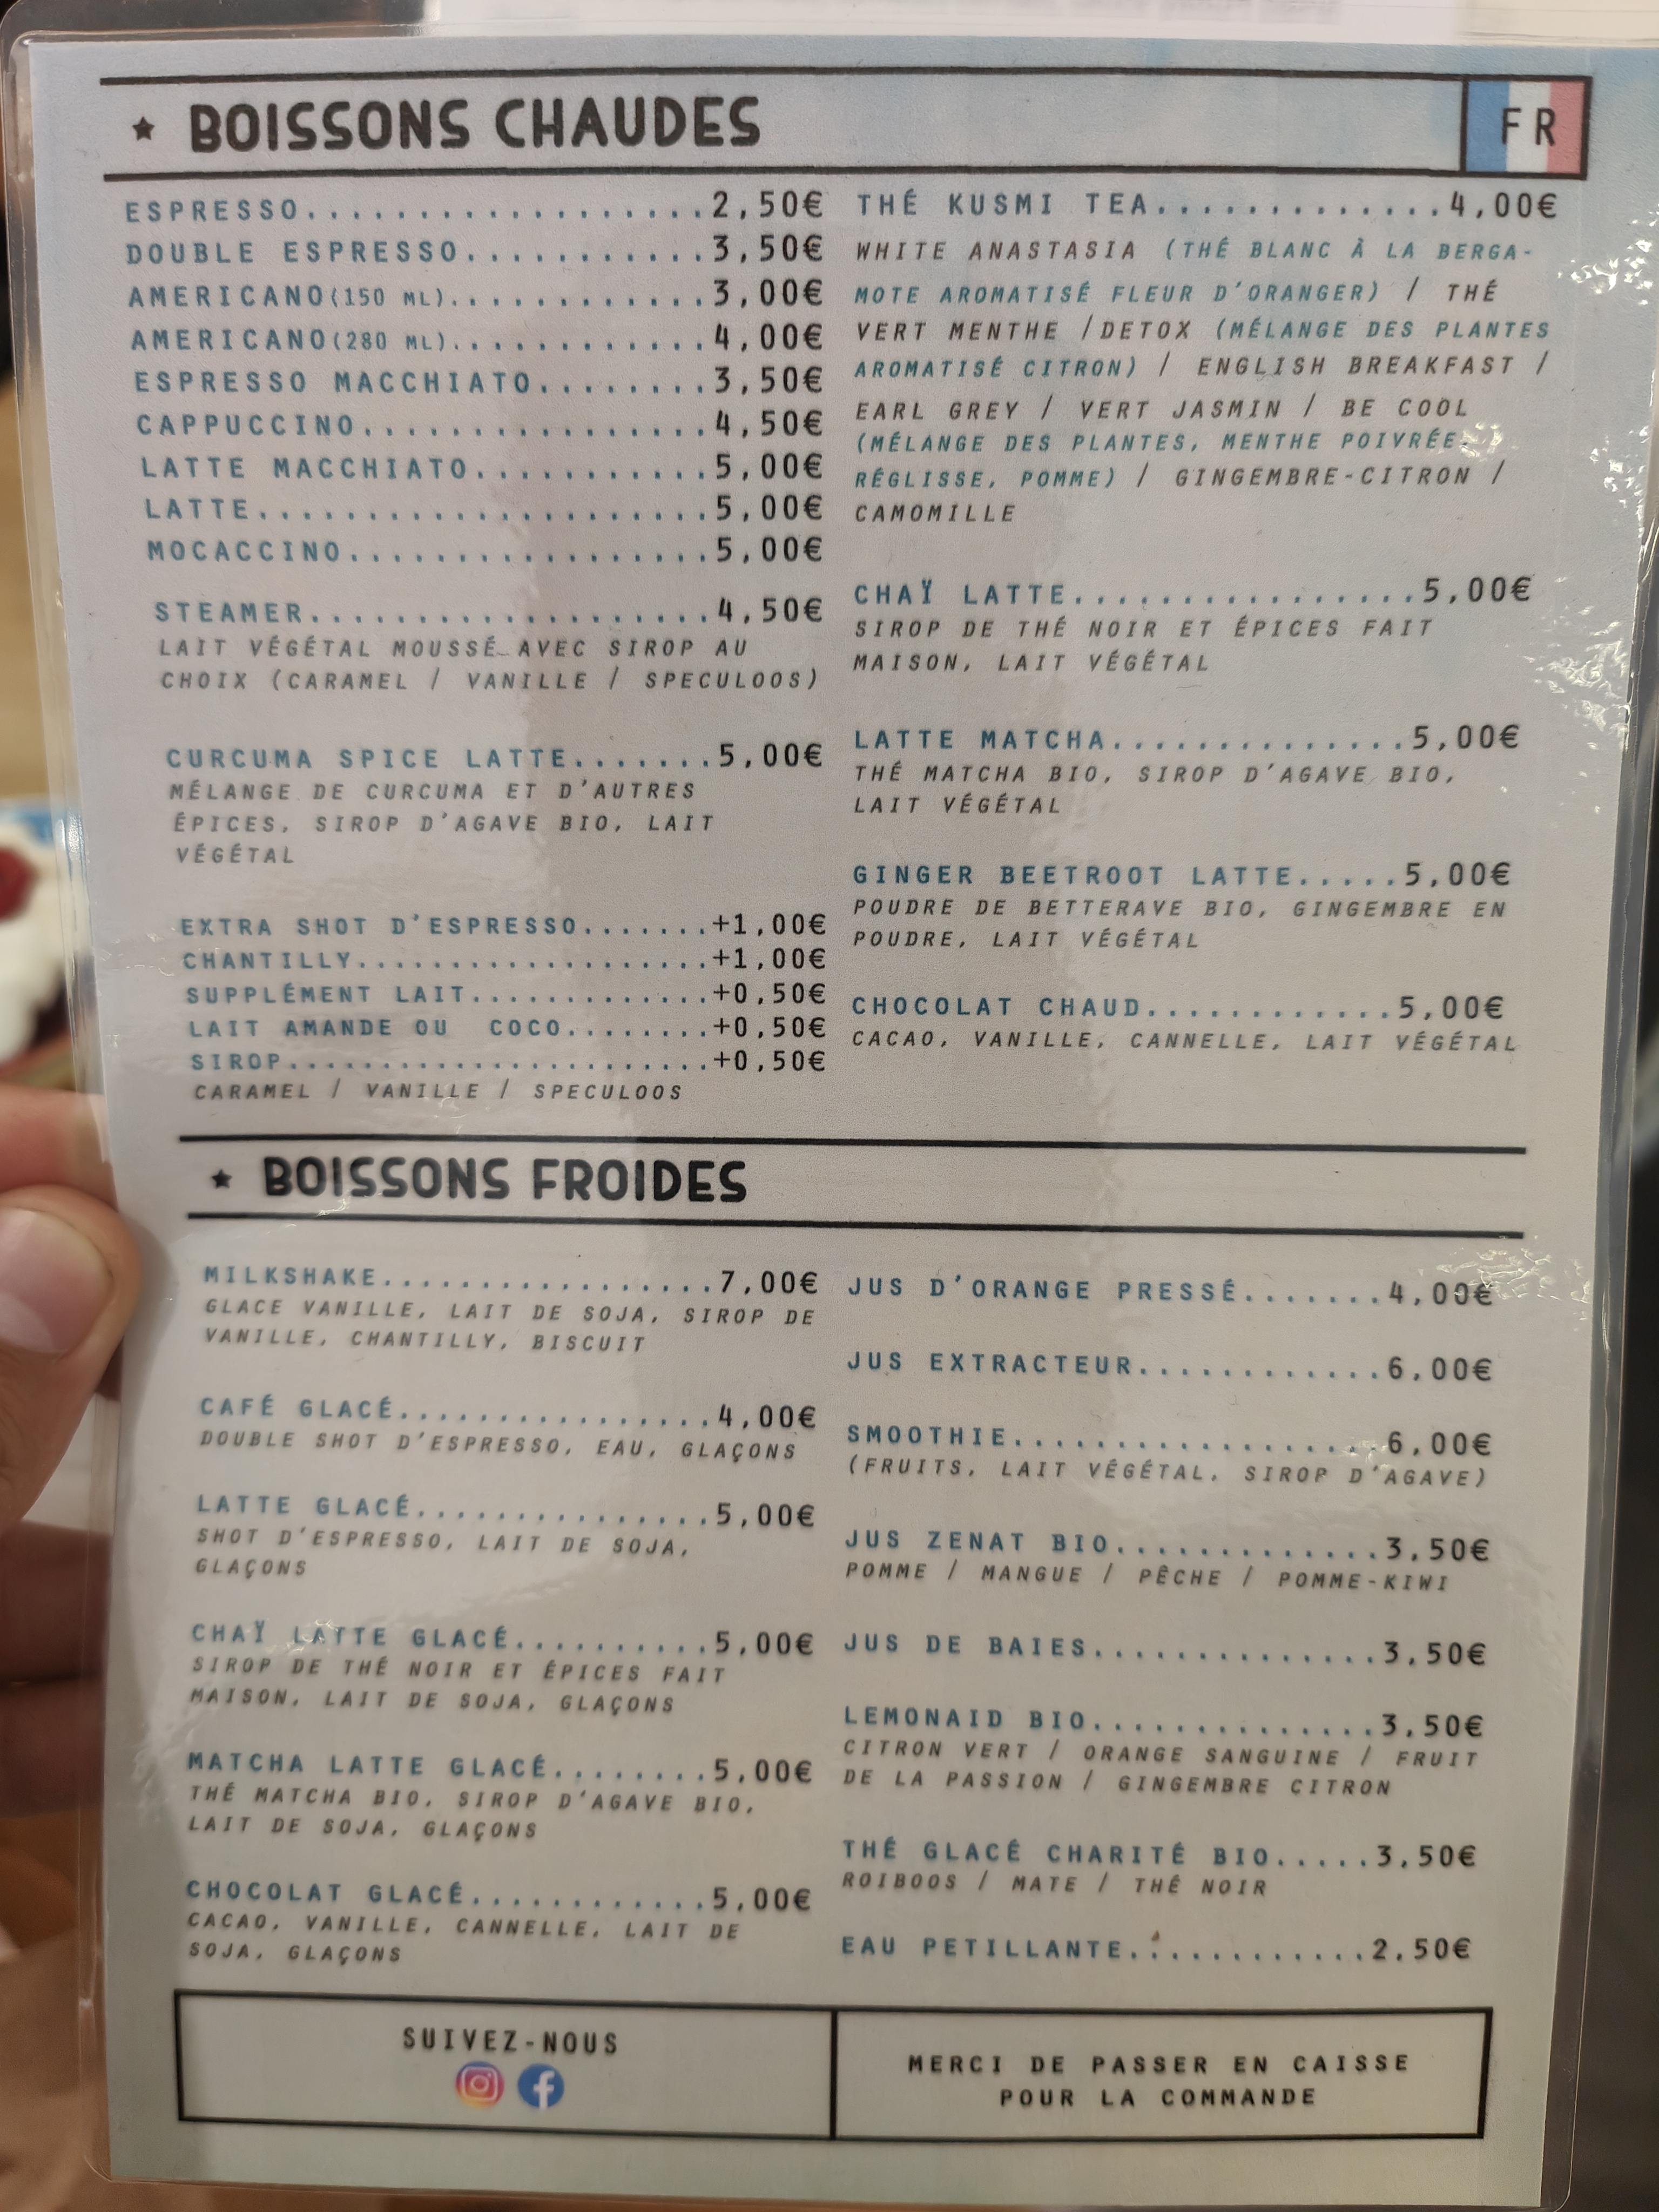 ★ BOISSONS CHAUDES
FR
ESPRESSO...................2,50€
DOUBLE ESPRESSO...........3,50€
AMERICANO(150 ML)............3,00€
AMERICANO(280 ML)............4,00€
ESPRESSO MACCHIATO........3,50€
CAPPUCCINO................4,50€
LATTE MACCHIATO...........5,00€
LATTE.....................5,00€
MOCACCINO.................5,00€
STEAMER...................4,50€
LAIT VÉGÉTAL MOUSSÉ AVEC SIROP AU
CHOIX (CARAMEL / VANILLE / SPECULOOS)
CURCUMA SPICE LATTE.......5,00€
MÉLANGE DE CURCUMA ET D'AUTRES
ÉPICES, SIROP D'AGAVE BIO, LAIT
VÉGÉTAL
EXTRA SHOT D'ESPRESSO.......+1,00€
CHANTILLY....................+1,00€
SUPPLÉMENT LAIT.............+0,50€
LAIT AMANDE OU COCO........+0,50€
SIROP.......................+0,50€
CARAMEL / VANILLE / SPECULOOS
THÉ KUSMI TEA.............4,00€
WHITE ANASTASIA (THÉ BLANC À LA BERGA-
MOTE AROMATISÉ FLEUR D'ORANGER) / THÉ
VERT MENTHE /DETOX (MÉLANGE DES PLANTES
AROMATISÉ CITRON) / ENGLISH BREAKFAST /
EARL GREY / VERT JASMIN / BE COOL
(MÉLANGE DES PLANTES, MENTHE POIVRÉE,
RÉGLISSE, POMME) / GINGEMBRE-CITRON /
CAMOMILLE
CHAÏ LATTE................5,00€
SIROP DE THÉ NOIR ET ÉPICES FAIT
MAISON, LAIT VÉGÉTAL
LATTE MATCHA..............5,00€
THÉ MATCHA BIO, SIROP D'AGAVE BIO,
LAIT VÉGÉTAL
GINGER BEETROOT LATTE.....5,00€
POUDRE DE BETTERAVE BIO, GINGEMBRE EN
POUDRE, LAIT VÉGÉTAL
CHOCOLAT CHAUD............5,00€
CACAO, VANILLE, CANNELLE, LAIT VÉGÉTAL
★ BOISSONS FROIDES
MILKSHAKE.................7,00€
GLACE VANILLE, LAIT DE SOJA, SIROP DE
VANILLE, CHANTILLY, BISCUIT
CAFÉ GLACÉ................4,00€
DOUBLE SHOT D'ESPRESSO, EAU, GLAÇONS
LATTE GLACÉ...............5,00€
SHOT D'ESPRESSO, LAIT DE SOJA,
GLAÇONS
CHAÏ LATTE GLACÉ..........5,00€
SIROP DE THÉ NOIR ET ÉPICES FAIT
MAISON, LAIT DE SOJA, GLAÇONS
MATCHA LATTE GLACÉ........5,00€
THÉ MATCHA BIO, SIROP D'AGAVE BIO,
LAIT DE SOJA, GLAÇONS
CHOCOLAT GLACÉ............5,00€
CACAO, VANILLE, CANNELLE, LAIT DE
SOJA, GLAÇONS
JUS D'ORANGE PRESSÉ.......4,00€
JUS EXTRACTEUR............6,00€
SMOOTHIE..................6,00€
(FRUITS, LAIT VÉGÉTAL, SIROP D'AGAVE)
JUS ZENAT BIO.............3,50€
POMME / MANGUE / PÊCHE / POMME-KIWI
JUS DE BAIES..............3,50€
LEMONAID BIO..............3,50€
CITRON VERT / ORANGE SANGUINE / FRUIT
DE LA PASSION / GINGEMBRE CITRON
THÉ GLACÉ CHARITÉ BIO.....3,50€
ROIBOOS / MATE / THÉ NOIR
EAU PETILLANTE............2,50€
SUIVEZ-NOUS
MERCI DE PASSER EN CAISSE
POUR LA COMMANDE